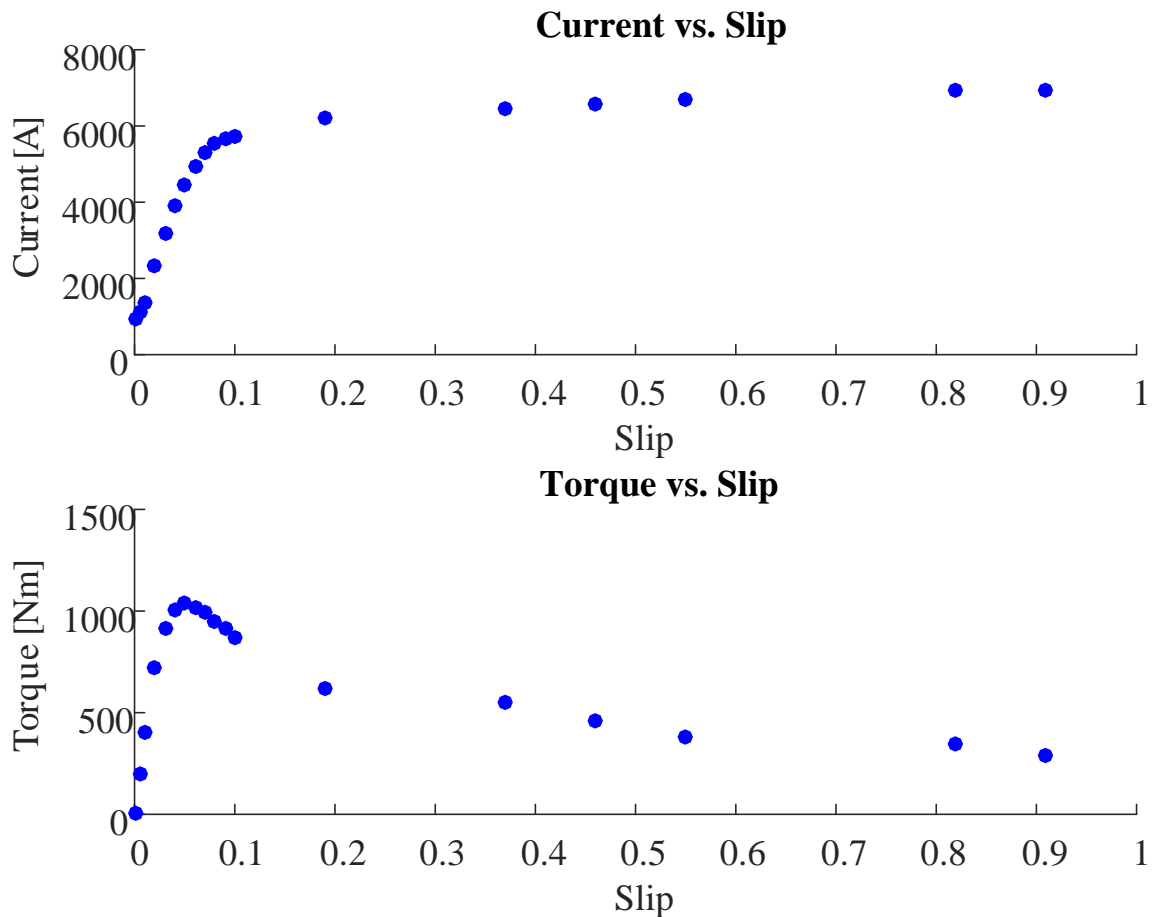 Current vs. Slip
8000
6000
4000
2000
0
Current [A]
0 0.1 0.2 0.3 0.4 0.5 0.6 0.7 0.8 0.9 1
Slip
Torque vs. Slip
1500
1000
500
0
Torque [Nm]
0 0.1 0.2 0.3 0.4 0.5 0.6 0.7 0.8 0.9 1
Slip